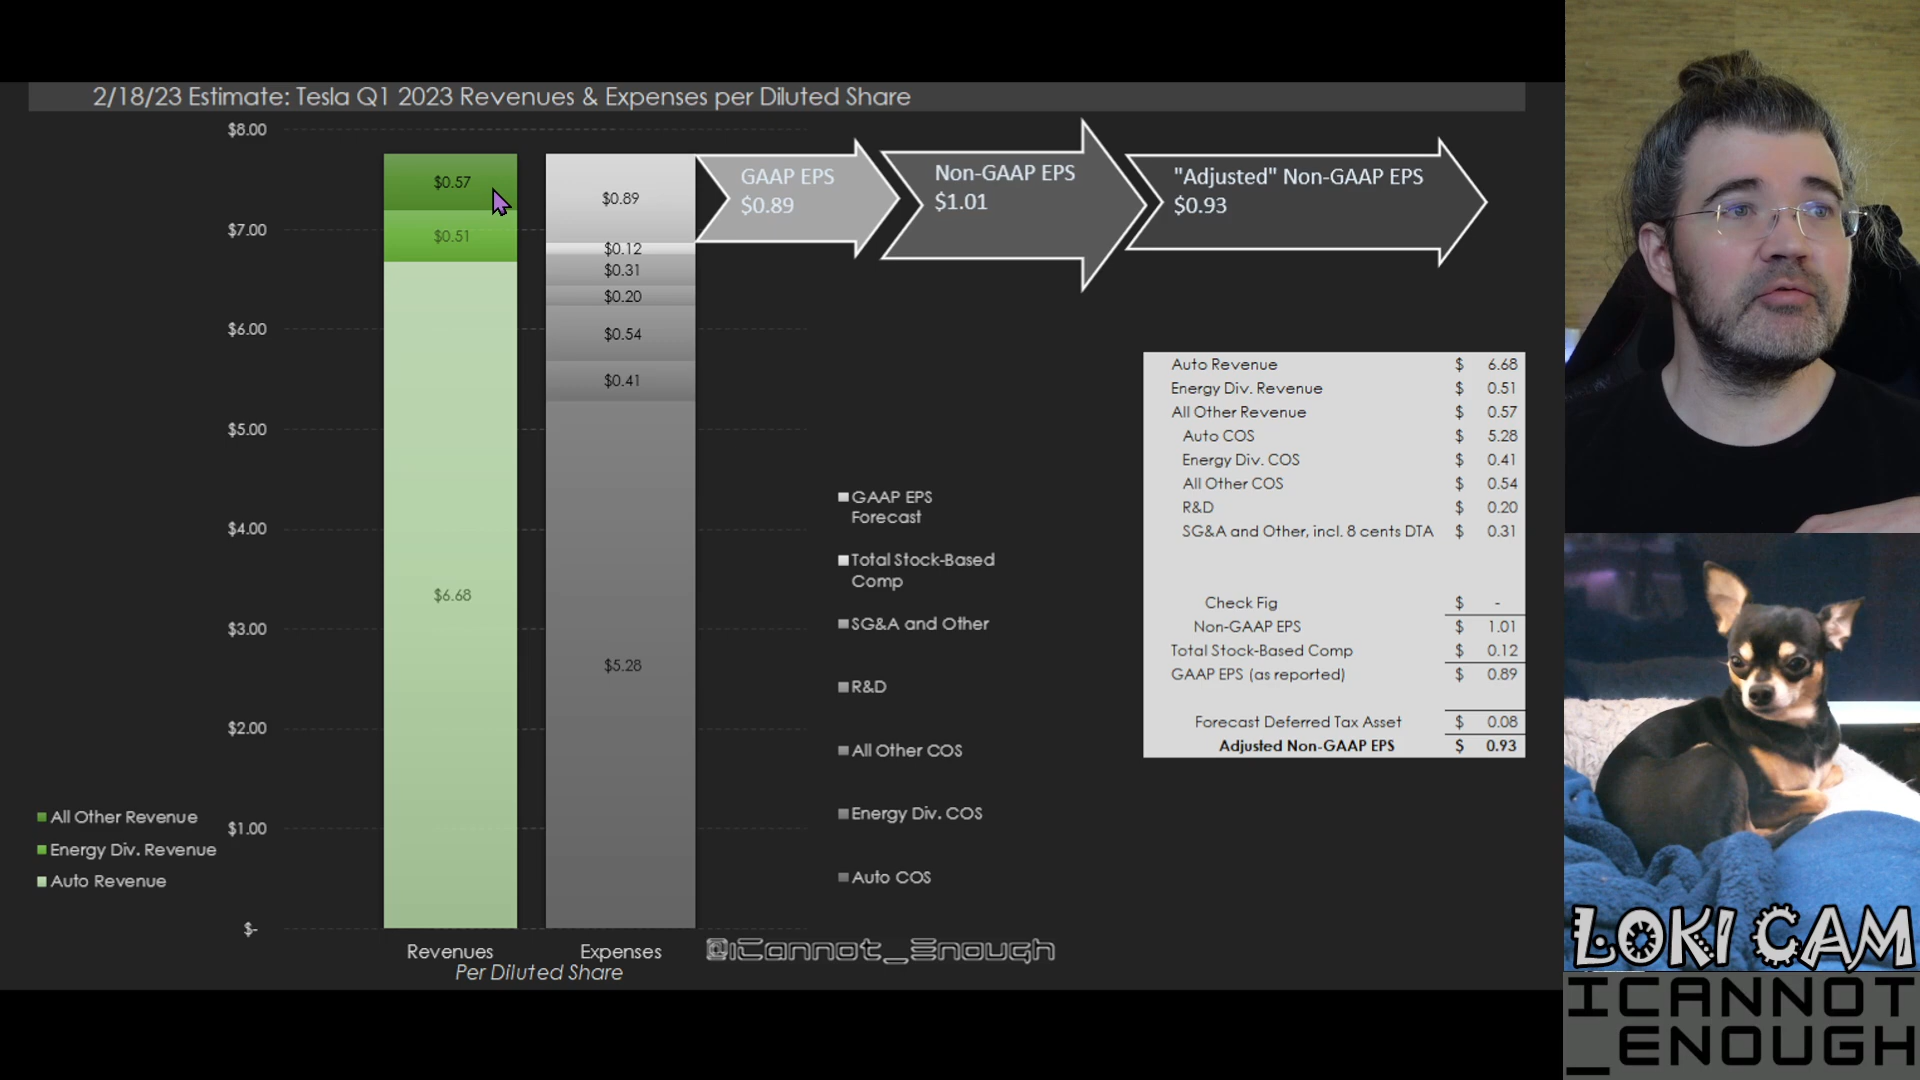 2/18/23 Estimate: Tesla Q1 2023 Revenues & Expenses per Diluted Share
$8.00
$7.00
$6.00
$5.00
$4.00
$3.00
$2.00
$1.00
$-
$0.57
$0.51
$6.68
$0.89
$0.12
$0.31
$0.20
$0.54
$0.41
$5.28
Revenues
Expenses
Per Diluted Share
All Other Revenue
Energy Div. Revenue
Auto Revenue
GAAP EPS
$0.89
Non-GAAP EPS
$1.01
"Adjusted" Non-GAAP EPS
$0.93
GAAP EPS
Forecast
Total Stock-Based
Comp
SG&A and Other
R&D
All Other COS
Energy Div. COS
Auto COS
@iCannot_Enough
Auto Revenue $ 6.68
Energy Div. Revenue $ 0.51
All Other Revenue $ 0.57
Auto COS $ 5.28
Energy Div. COS $ 0.41
All Other COS $ 0.54
R&D $ 0.20
SG&A and Other, incl. 8 cents DTA $ 0.31
Check Fig $ -
Non-GAAP EPS $ 1.01
Total Stock-Based Comp $ 0.12
GAAP EPS (as reported) $ 0.89
Forecast Deferred Tax Asset $ 0.08
Adjusted Non-GAAP EPS $ 0.93
LOKI CAM
ICANNOT
_ENOUGH